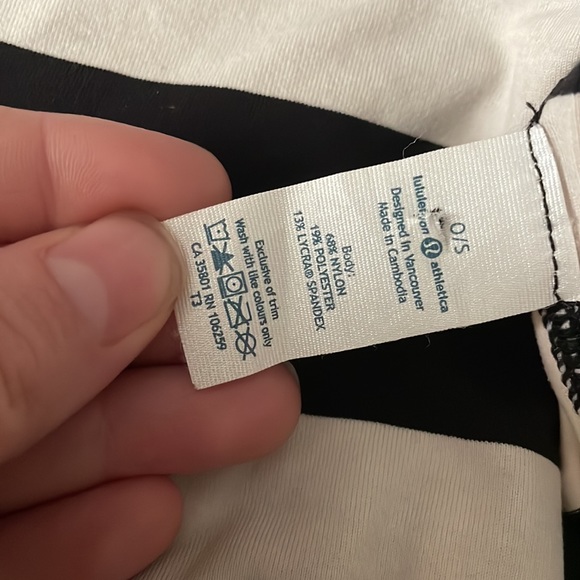 O/S
lululemon athletica
Designed in Vancouver
Made in Cambodia
Body:
68% NYLON
19% POLYESTER
13% LYCRA® SPANDEX
Exclusive of trim
Wash with like colours only
CA 35801 RN 106259
T3